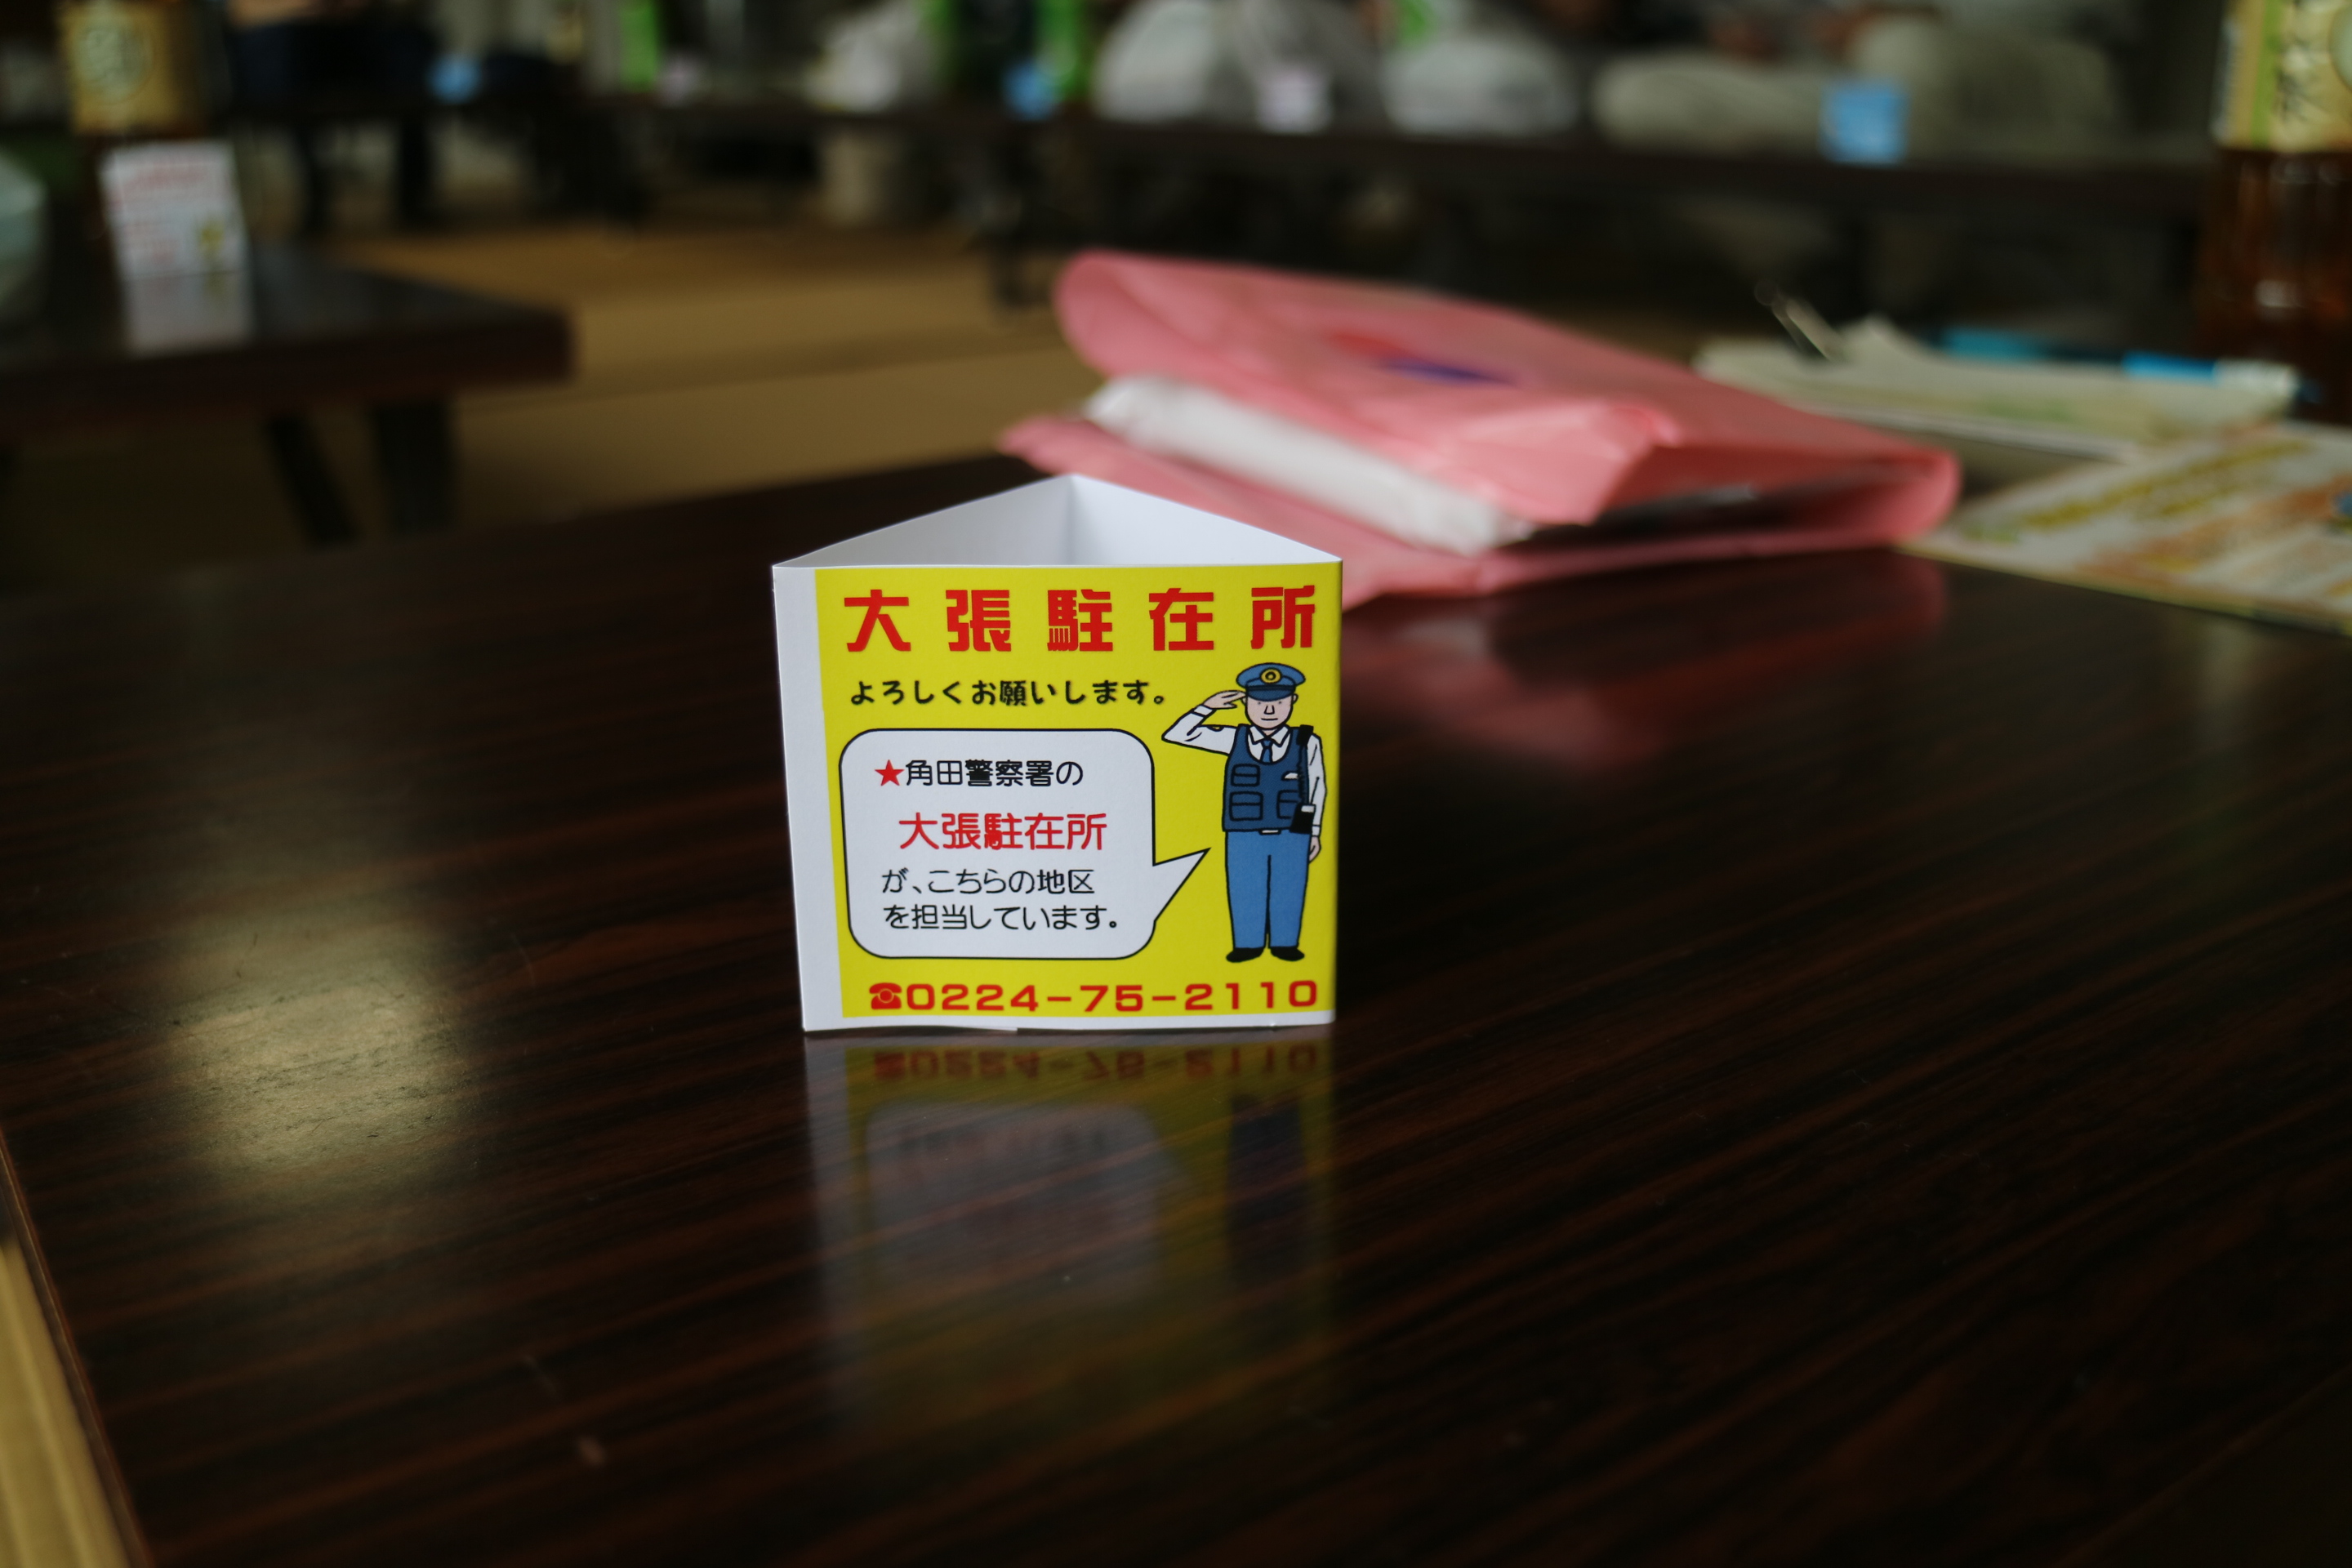 大張駐在所
よろしくお願いします。
★角田警察署の
大張駐在所
が、こちらの地区
を担当しています。
☎0224-75-2110